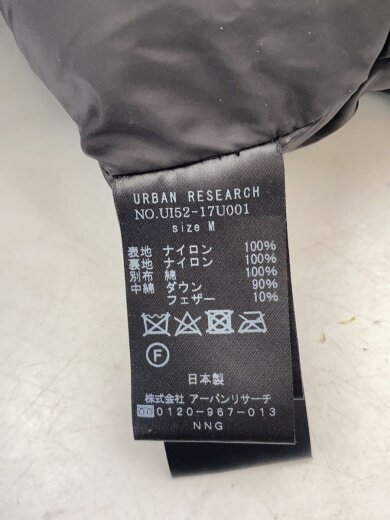 URBAN RESEARCH
NO.UI52-17U001
size M
表地 ナイロン 100%
裏地 ナイロン 100%
別布 綿 100%
中綿 ダウン 90%
フェザー 10%
F
日本製
株式会社 アーバンリサーチ
0120-967-013
NNG